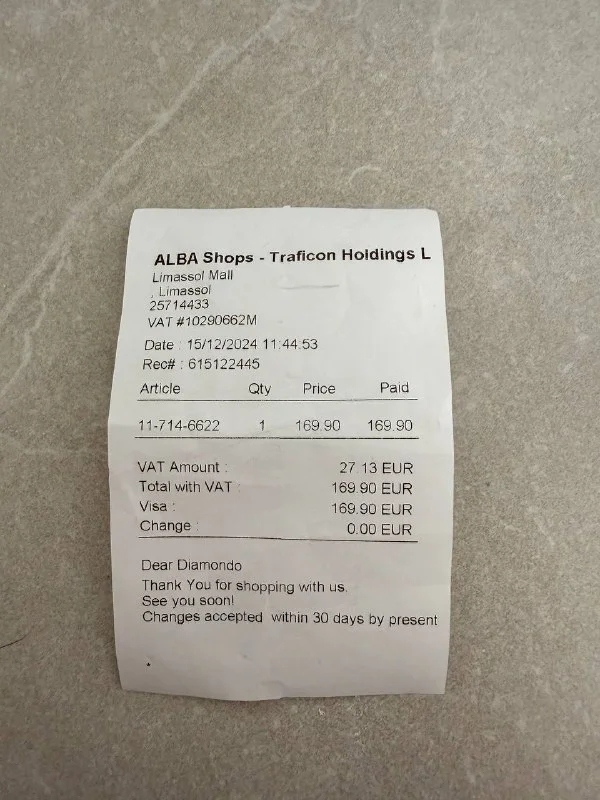 ALBA Shops - Traficon Holdings L
Limassol Mall
, Limassol
25714433
VAT #10290662M
Date : 15/12/2024 11:44:53
Rec# : 615122445
Article Qty Price Paid
11-714-6622 1 169.90 169.90
VAT Amount : 27.13 EUR
Total with VAT : 169.90 EUR
Visa : 169.90 EUR
Change : 0.00 EUR
Dear Diamondo
Thank You for shopping with us.
See you soon!
Changes accepted within 30 days by present
*